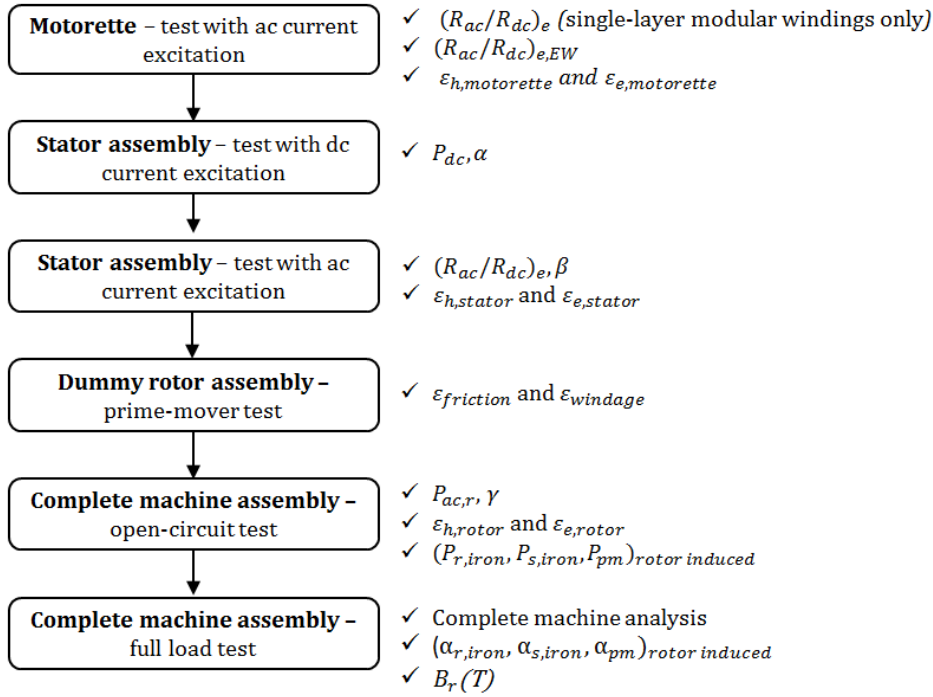 Motorette – test with ac current
excitation
✓ (R_ac/R_dc)_e (single-layer modular windings only)
✓ (R_ac/R_dc)_e,EW
✓ ε_h,motorette and ε_e,motorette
Stator assembly – test with dc
current excitation
✓ P_dc, α
Stator assembly – test with ac
current excitation
✓ (R_ac/R_dc)_e, β
✓ ε_h,stator and ε_e,stator
Dummy rotor assembly –
prime-mover test
✓ ε_friction and ε_windage
Complete machine assembly –
open-circuit test
✓ P_ac,r, γ
✓ ε_h,rotor and ε_e,rotor
✓ (P_r,iron, P_s,iron, P_pm)_rotor induced
Complete machine assembly –
full load test
✓ Complete machine analysis
✓ (α_r,iron, α_s,iron, α_pm)_rotor induced
✓ B_r(T)